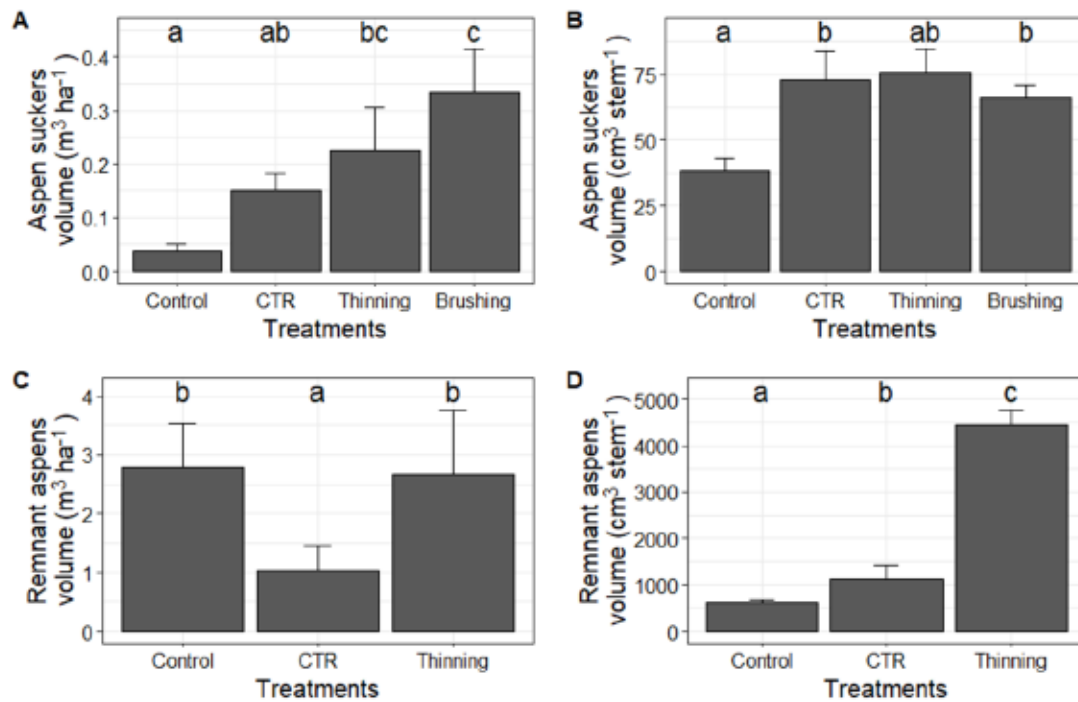 A
a ab bc c
Aspen suckers
volume (m³ ha⁻¹ )
0.4
0.3
0.2
0.1
0.0
Control CTR Thinning Brushing
Treatments
B
a b ab b
Aspen suckers
volume (cm³ stem⁻¹ )
75
50
25
0
Control CTR Thinning Brushing
Treatments
C
b a b
Remnant aspens
volume (m³ ha⁻¹ )
4
3
2
1
0
Control CTR Thinning
Treatments
D
a b c
Remnant aspens
volume (cm³ stem⁻¹ )
5000
4000
3000
2000
1000
0
Control CTR Thinning
Treatments